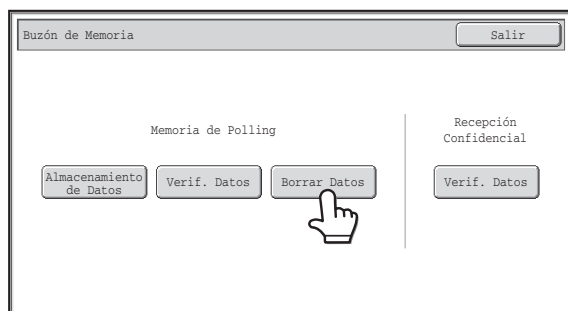 Buzón de Memoria
Salir
Memoria de Polling
Recepción
Confidencial
Almacenamiento
de Datos
Verif. Datos
Borrar Datos
Verif. Datos